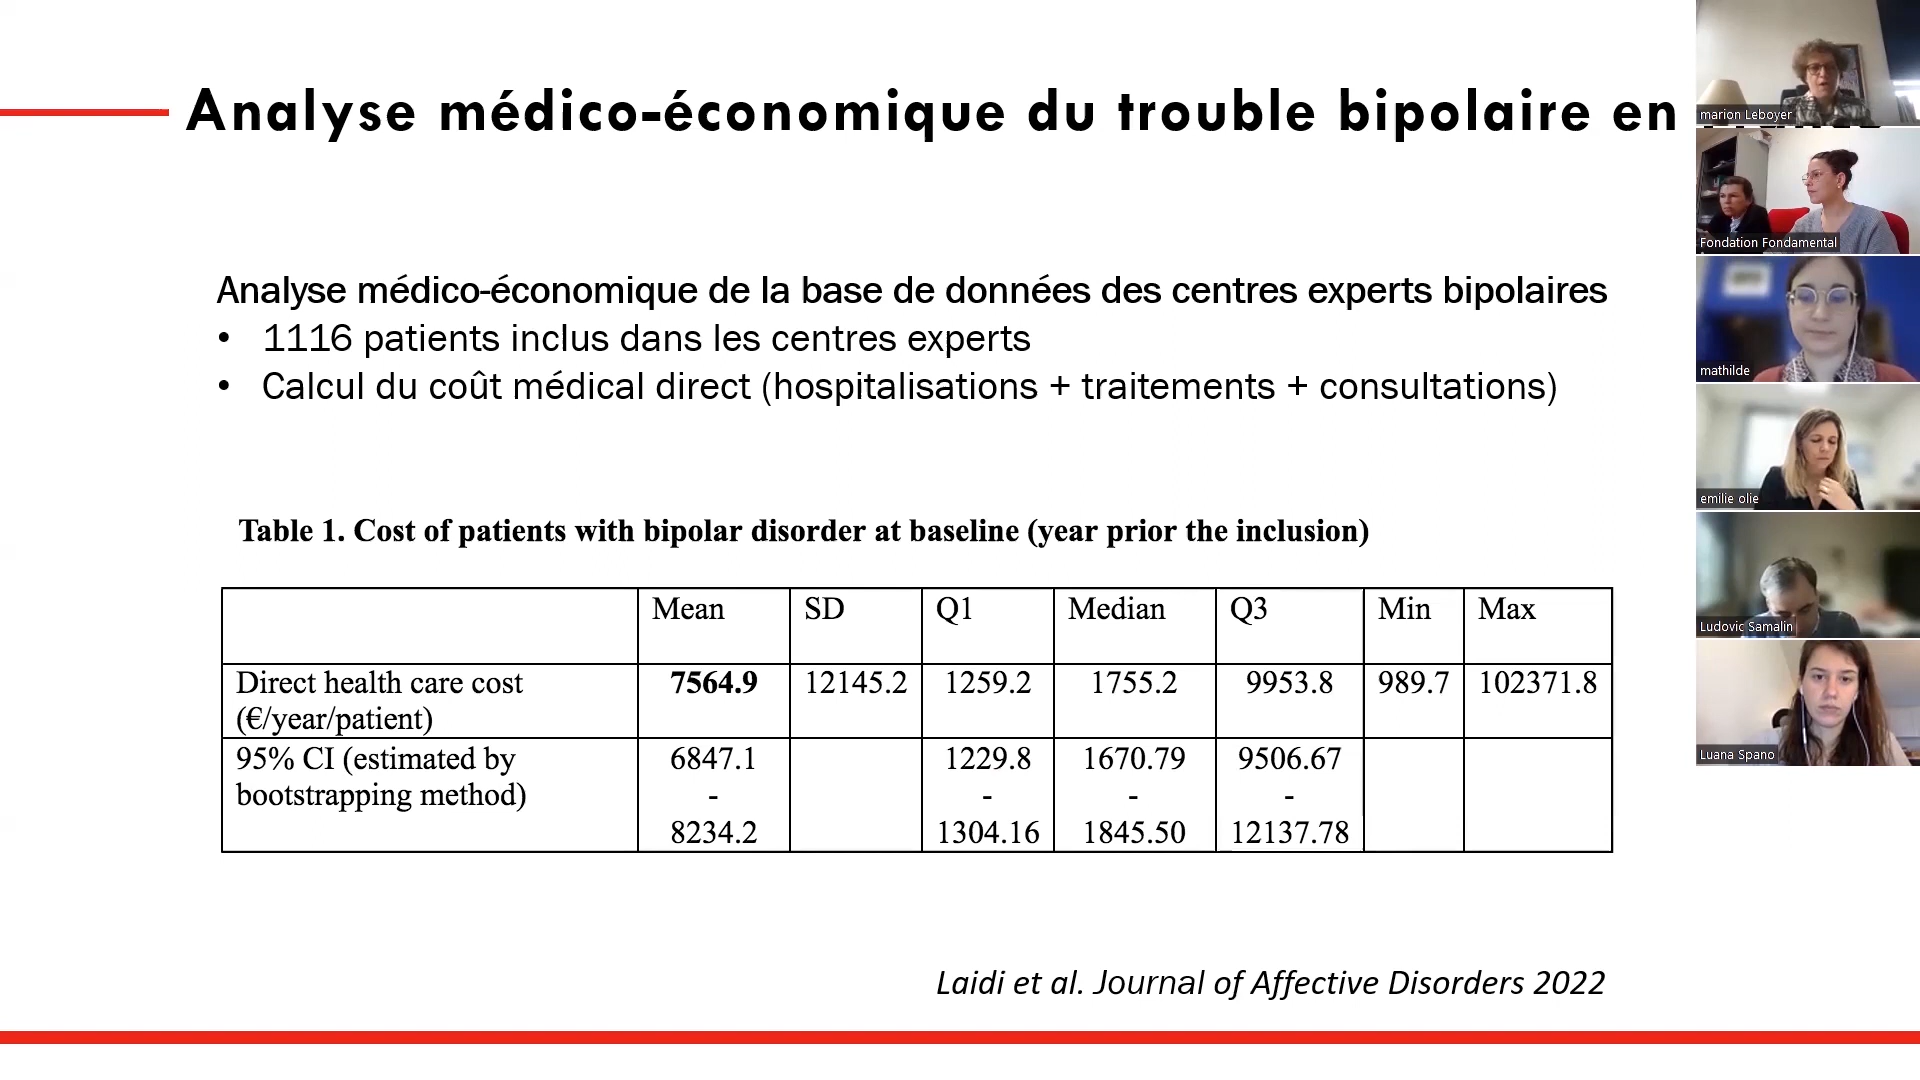 Analyse médico-économique du trouble bipolaire en
Analyse médico-économique de la base de données des centres experts bipolaires
• 1116 patients inclus dans les centres experts
• Calcul du coût médical direct (hospitalisations + traitements + consultations)
Table 1. Cost of patients with bipolar disorder at baseline (year prior the inclusion)
Mean SD Q1 Median Q3 Min Max
Direct health care cost
(€/year/patient)
7564.9 12145.2 1259.2 1755.2 9953.8 989.7 102371.8
95% CI (estimated by
bootstrapping method)
6847.1
-
8234.2
1229.8
-
1304.16
1670.79
-
1845.50
9506.67
-
12137.78
Laidi et al. Journal of Affective Disorders 2022
marion Leboyer
Fondation Fondamental
mathilde
emilie olie
Ludovic Samalin
Luana Spano